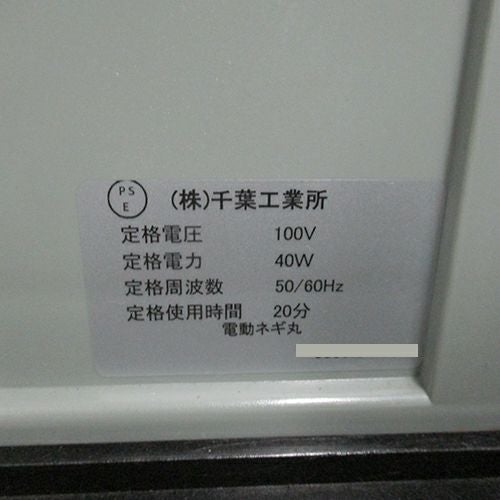 PS
E
(株)千葉工業所
定格電圧 100V
定格電力 40W
定格周波数 50/60Hz
定格使用時間 20分
電動ネギ丸